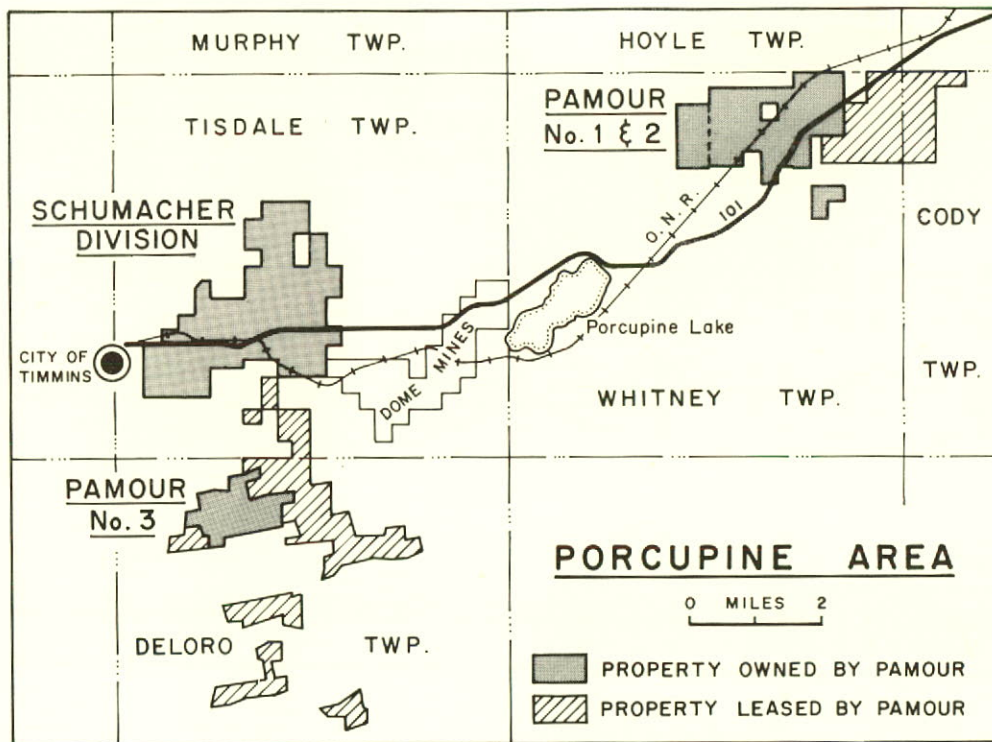 MURPHY TWP.
HOYLE TWP.
PAMOUR
No. 1 & 2
TISDALE TWP.
SCHUMACHER
DIVISION
O.N.R.
101
CODY
TWP.
CITY OF
TIMMINS
DOME MINES
Porcupine Lake
WHITNEY TWP.
PAMOUR
No. 3
DELORO TWP.
PORCUPINE AREA
0 MILES 2
PROPERTY OWNED BY PAMOUR
PROPERTY LEASED BY PAMOUR